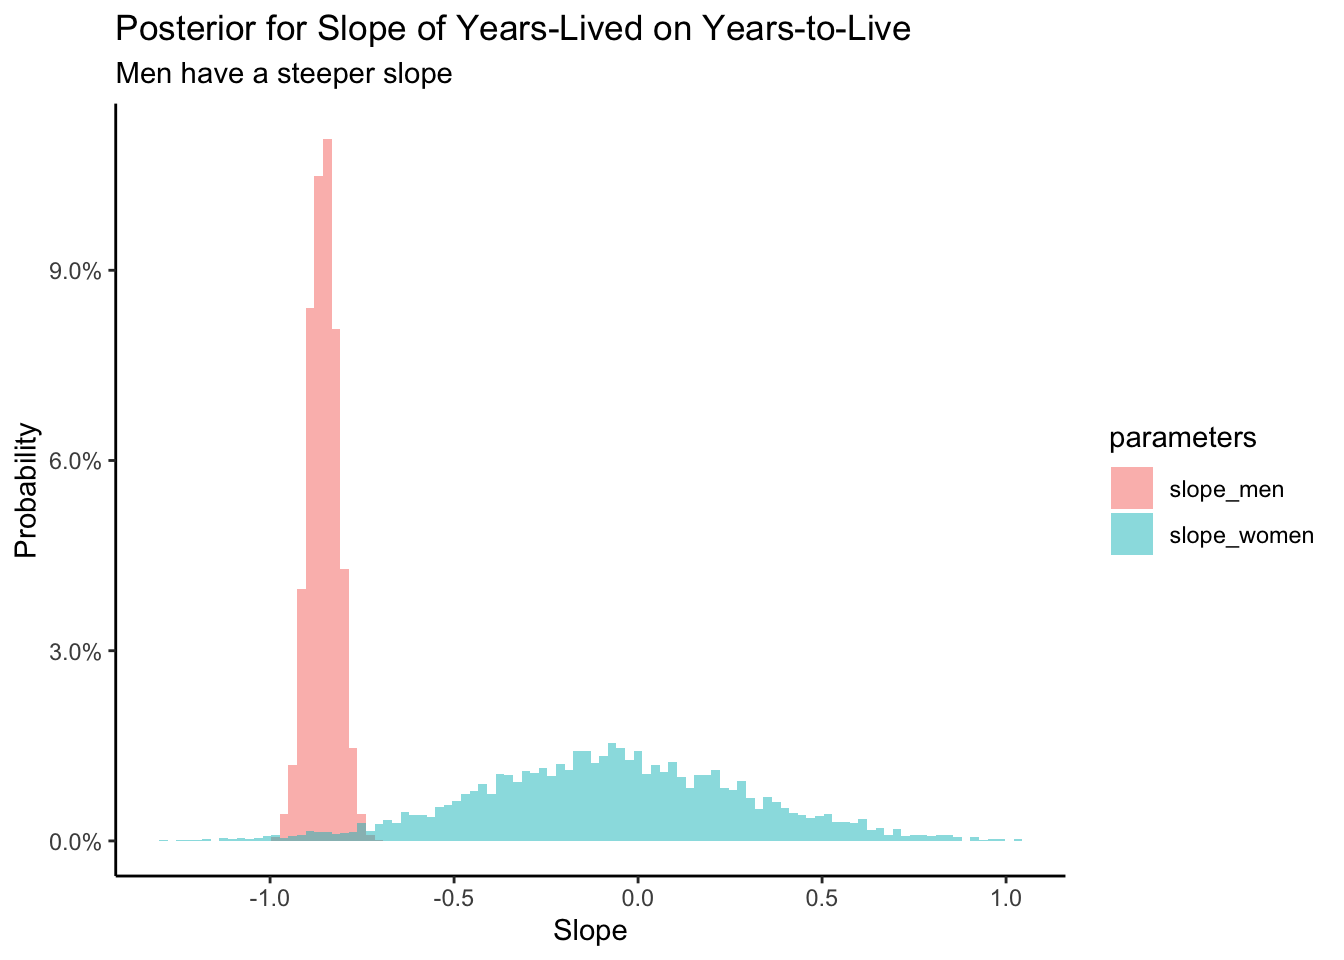 Posterior for Slope of Years-Lived on Years-to-Live
Men have a steeper slope
Probability
9.0%
6.0%
3.0%
0.0%
-1.0
-0.5
0.0
0.5
1.0
Slope
parameters
slope_men
slope_women